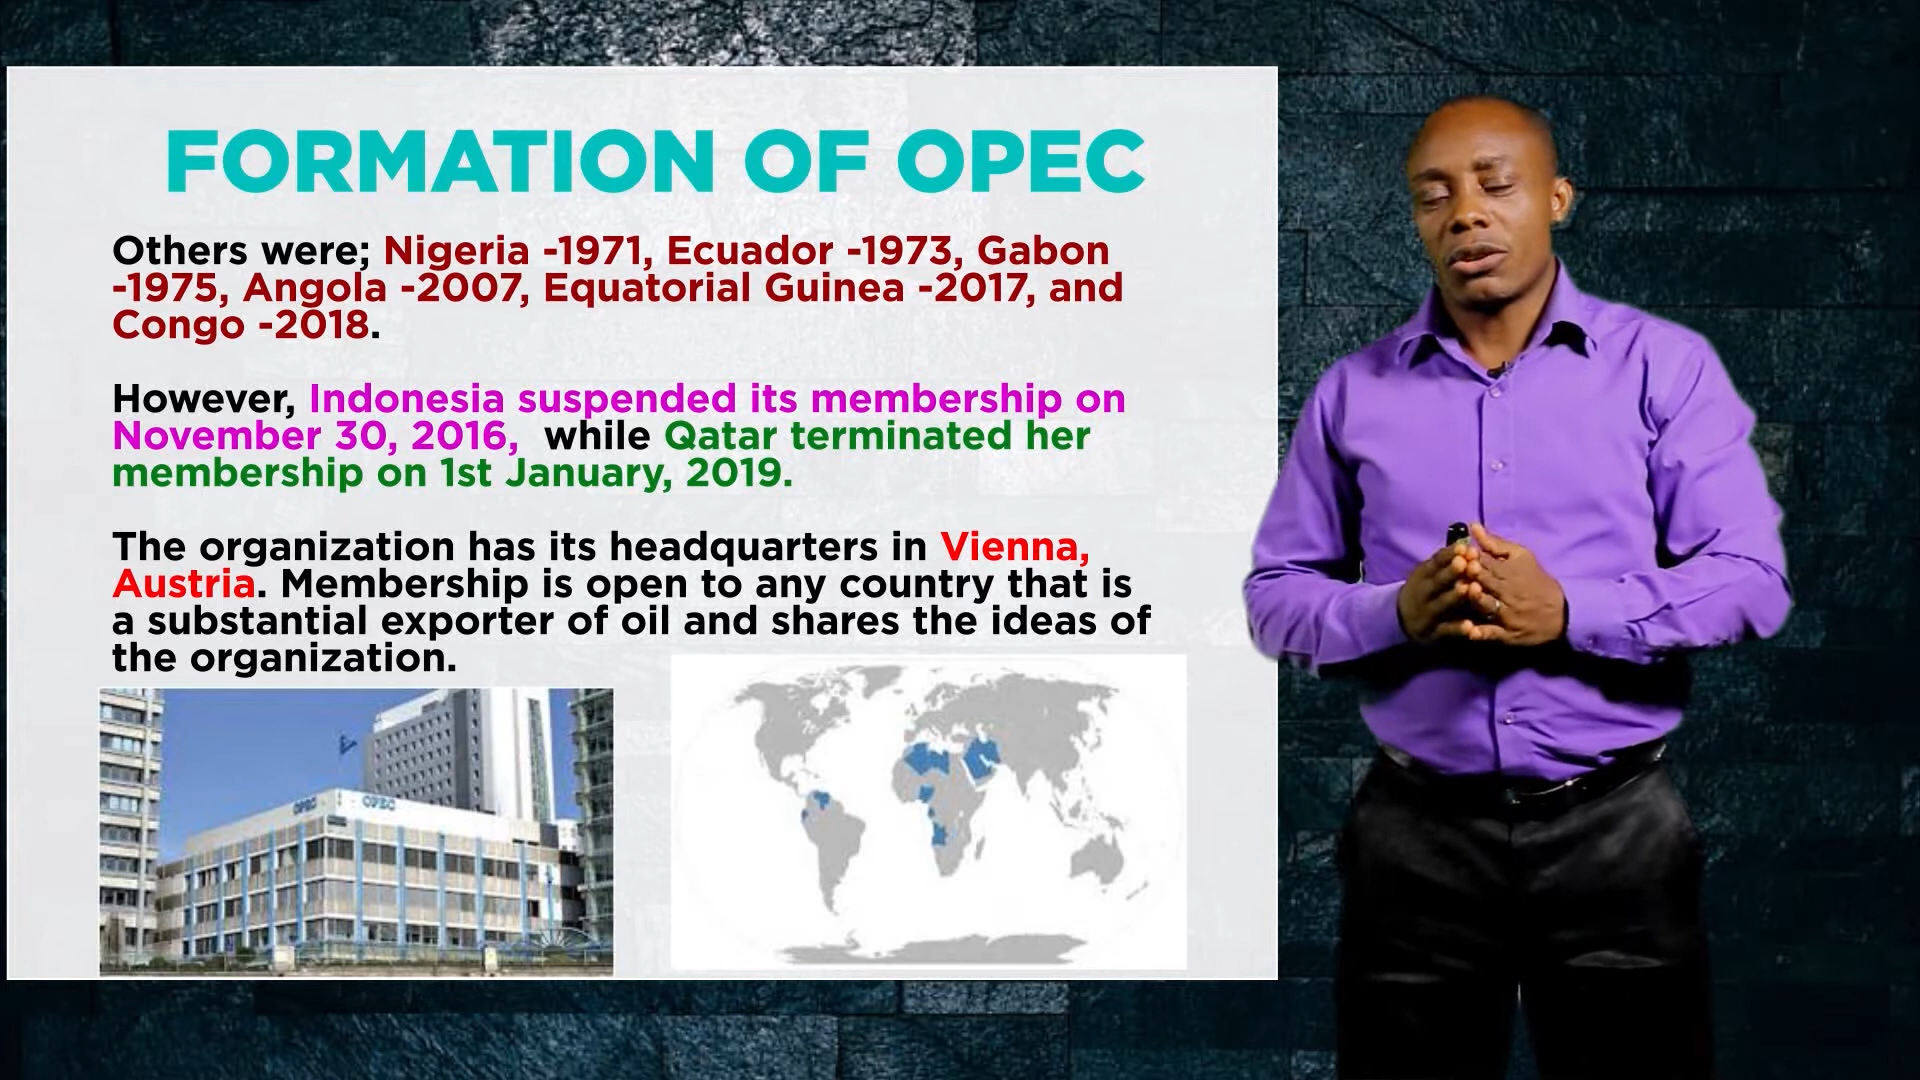 FORMATION OF OPEC
Others were; Nigeria -1971, Ecuador -1973, Gabon
-1975, Angola -2007, Equatorial Guinea -2017, and
Congo -2018.
However, Indonesia suspended its membership on
November 30, 2016, while Qatar terminated her
membership on 1st January, 2019.
The organization has its headquarters in Vienna,
Austria. Membership is open to any country that is
a substantial exporter of oil and shares the ideas of
the organization.
OPEC OPEC